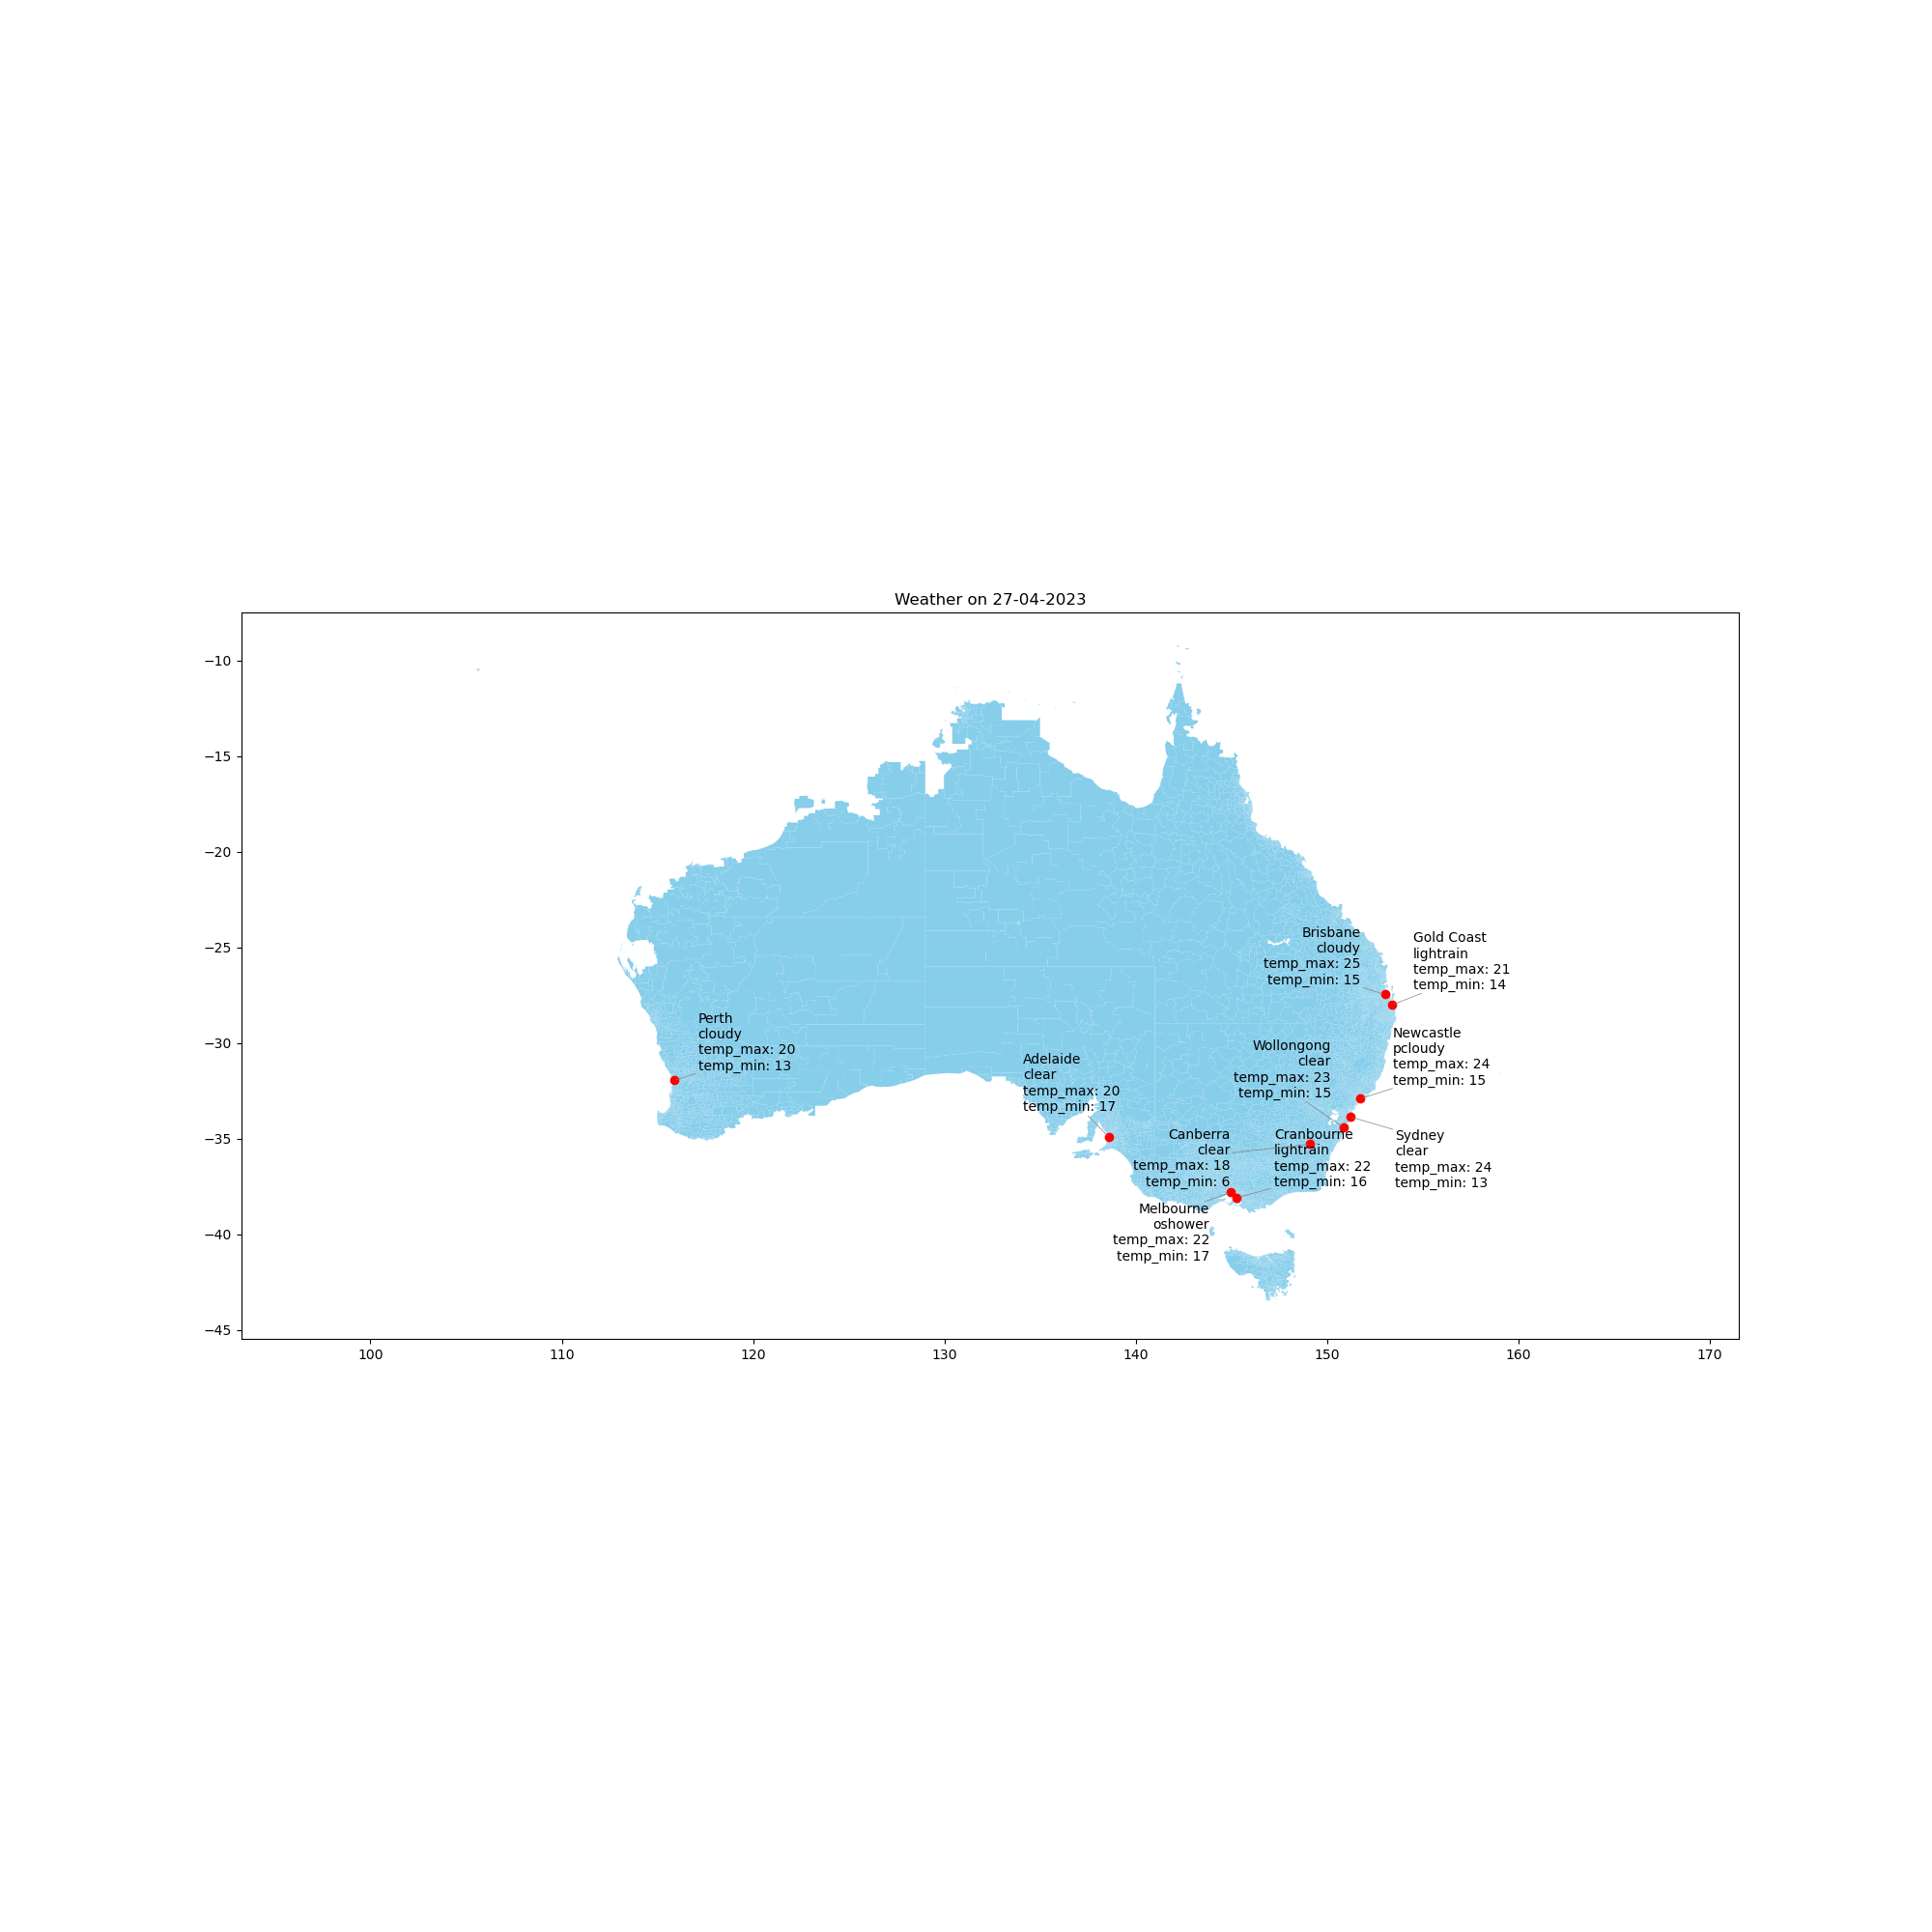 Weather on 27-04-2023
−10
−15
−20
−25
−30
−35
−40
−45
Brisbane
cloudy
temp_max: 25
temp_min: 15
Gold Coast
lightrain
temp_max: 21
temp_min: 14
Perth
cloudy
temp_max: 20
temp_min: 13
Adelaide
clear
temp_max: 20
temp_min: 17
Wollongong
clear
temp_max: 23
temp_min: 15
Newcastle
pcloudy
temp_max: 24
temp_min: 15
Canberra
clear
temp_max: 18
temp_min: 6
Cranbourne
lightrain
temp_max: 22
temp_min: 16
Sydney
clear
temp_max: 24
temp_min: 13
Melbourne
oshower
temp_max: 22
temp_min: 17
100
110
120
130
140
150
160
170